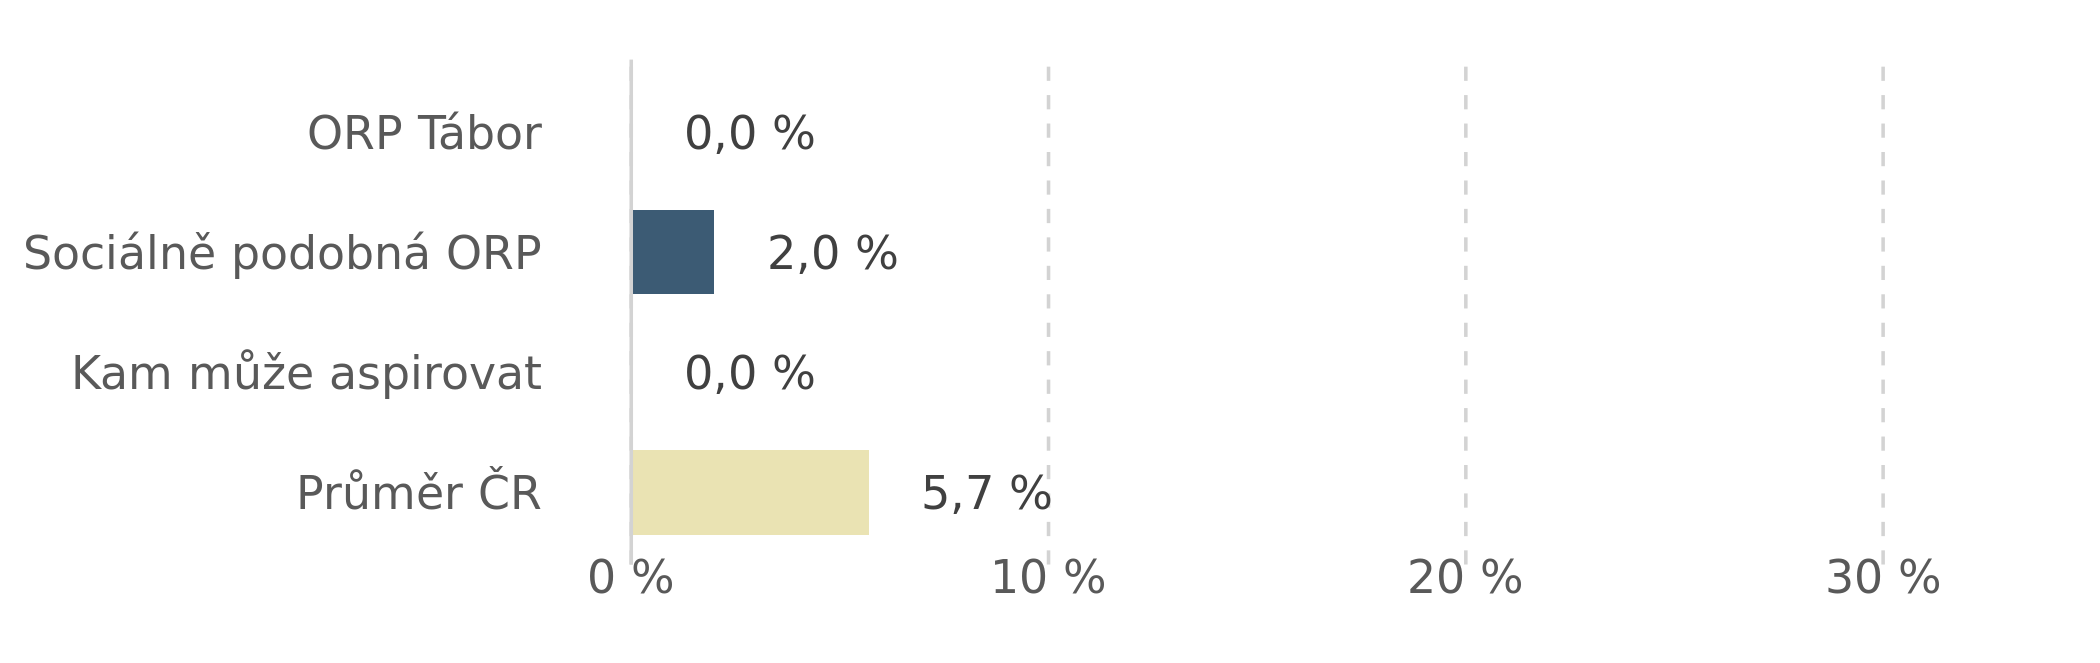 ORP Tábor 0,0 %
Sociálně podobná ORP 2,0 %
Kam může aspirovat 0,0 %
Průměr ČR 5,7 %
0 % 10 % 20 % 30 %